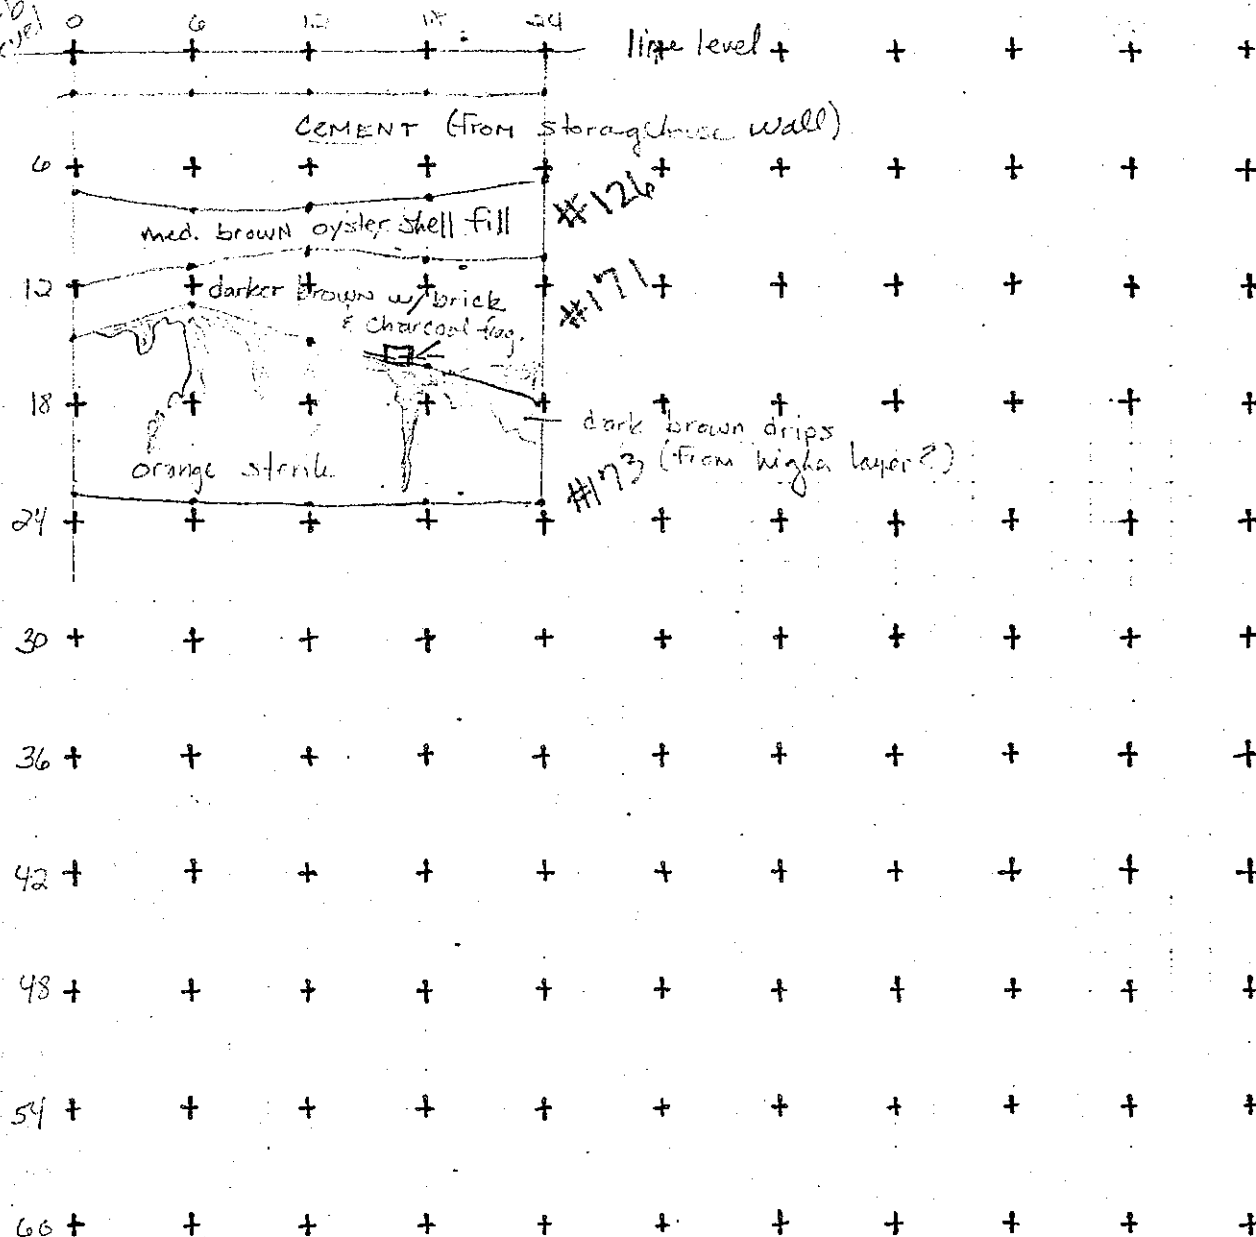 0 6 12 18 24
line level
CEMENT (From storagehouse wall)
6
#126
med. brown oyster shell fill
12
darker brown w/ brick
& charcoal frag.
#171
18
dark brown drips
(From higher layer?)
orange sterile
#173
24
30
36
42
48
54
60